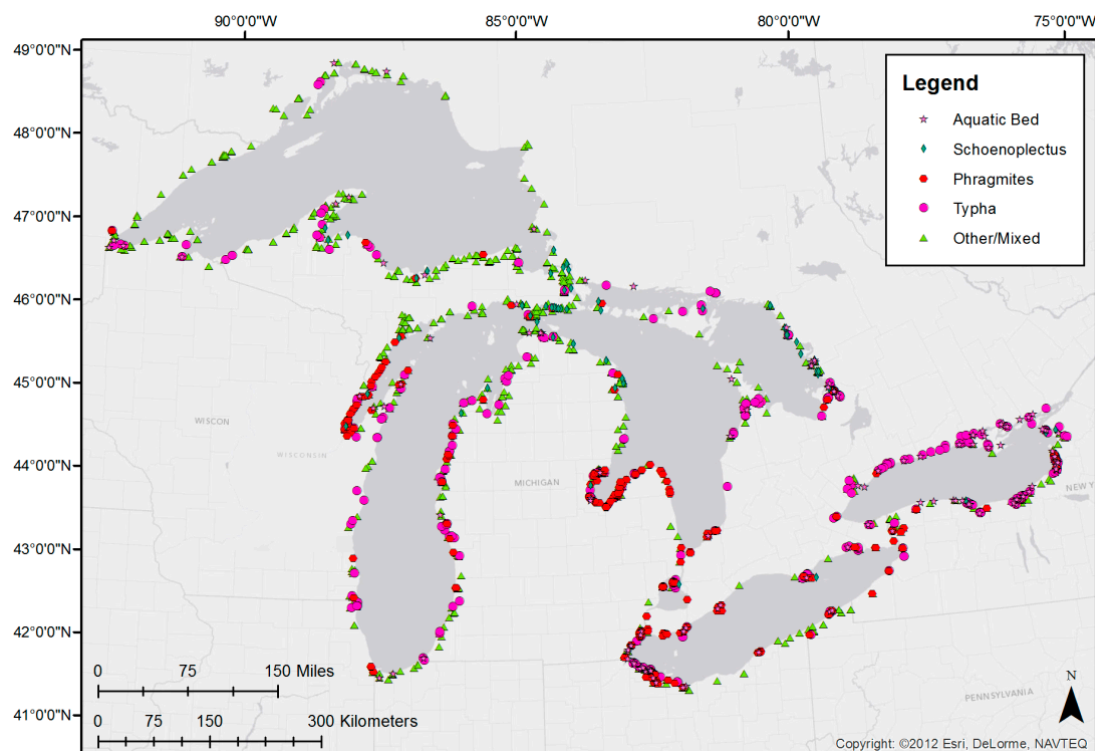 90°0'0"W 85°0'0"W 80°0'0"W 75°0'0"W
49°0'0"N
48°0'0"N
47°0'0"N
46°0'0"N
45°0'0"N
44°0'0"N
43°0'0"N
42°0'0"N
41°0'0"N
Legend
Aquatic Bed
Schoenoplectus
Phragmites
Typha
Other/Mixed
WISCON
WISCONSIN
MICHIGAN
NEW Y
PENNSYLVANIA
0 75 150 Miles
0 75 150 300 Kilometers
N
Copyright: ©2012 Esri, DeLorme, NAVTEQ